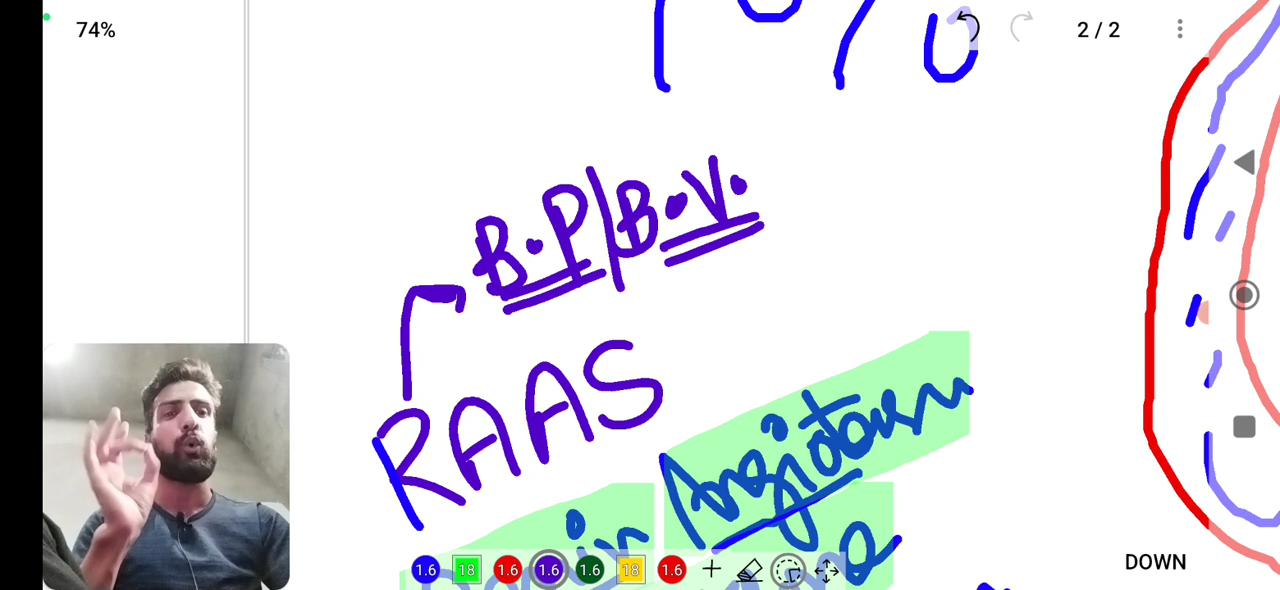 74%
2 / 2
%
B.P/B.V.
RAAS
Angiotensin
1.6 18 1.6 1.6 1.6 18 1.6
DOWN